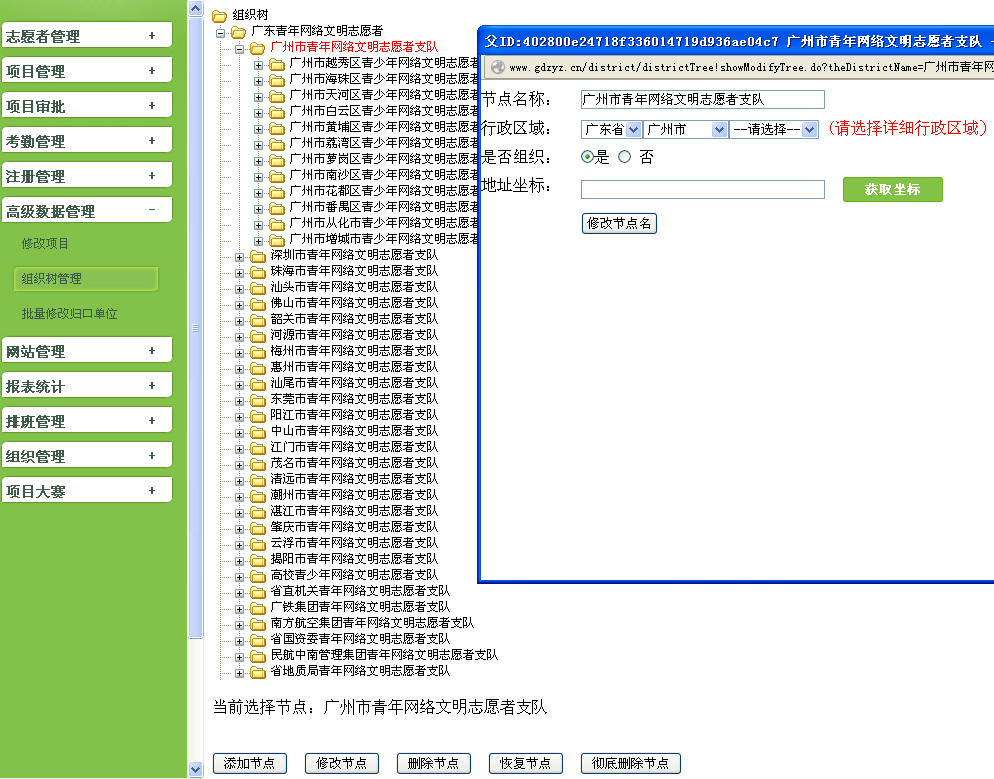 志愿者管理 +
项目管理 +
项目审批 +
考勤管理 +
注册管理 +
高级数据管理 −
修改项目
组织树管理
批量修改归口单位
网站管理 +
报表统计 +
排班管理 +
组织管理 +
项目大赛 +
组织树
广东青年网络文明志愿者
广州市青年网络文明志愿者支队
广州市越秀区青少年网络文明志愿者
广州市海珠区青少年网络文明志愿者
广州市天河区青少年网络文明志愿者
广州市白云区青少年网络文明志愿者
广州市黄埔区青少年网络文明志愿者
广州市荔湾区青少年网络文明志愿者
广州市萝岗区青少年网络文明志愿者
广州市南沙区青少年网络文明志愿者
广州市花都区青少年网络文明志愿者
广州市番禺区青少年网络文明志愿者
广州市从化市青少年网络文明志愿者
广州市增城市青少年网络文明志愿者
深圳市青年网络文明志愿者支队
珠海市青年网络文明志愿者支队
汕头市青年网络文明志愿者支队
佛山市青年网络文明志愿者支队
韶关市青年网络文明志愿者支队
河源市青年网络文明志愿者支队
梅州市青年网络文明志愿者支队
惠州市青年网络文明志愿者支队
汕尾市青年网络文明志愿者支队
东莞市青年网络文明志愿者支队
阳江市青年网络文明志愿者支队
中山市青年网络文明志愿者支队
江门市青年网络文明志愿者支队
茂名市青年网络文明志愿者支队
清远市青年网络文明志愿者支队
潮州市青年网络文明志愿者支队
湛江市青年网络文明志愿者支队
肇庆市青年网络文明志愿者支队
云浮市青年网络文明志愿者支队
揭阳市青年网络文明志愿者支队
高校青少年网络文明志愿者支队
省直机关青年网络文明志愿者支队
广铁集团青年网络文明志愿者支队
南方航空集团青年网络文明志愿者支队
省国资委青年网络文明志愿者支队
民航中南管理集团青年网络文明志愿者支队
省地质局青年网络文明志愿者支队
当前选择节点：广州市青年网络文明志愿者支队
添加节点 修改节点 删除节点 恢复节点 彻底删除节点
父ID:402800e24718f336014719d936ae04c7 广州市青年网络文明志愿者支队 -
www.gdzyz.cn/district/districtTree!showModifyTree.do?theDistrictName=广州市青年网
节点名称： 广州市青年网络文明志愿者支队
行政区域： 广东省 广州市 --请选择-- (请选择详细行政区域)
是否组织： 是 否
地址坐标： 获取坐标
修改节点名